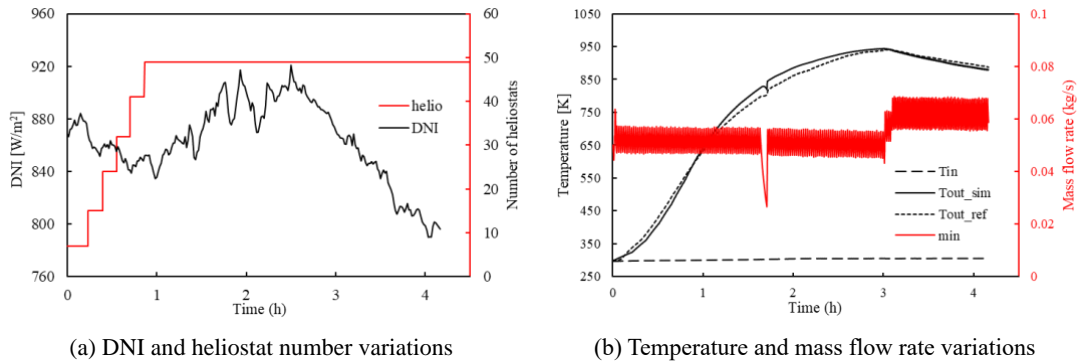 960
920
880
840
800
760
DNI [W/m²]
60
50
40
30
20
10
0
Number of heliostats
helio
DNI
0 1 2 3 4
Time (h)
(a) DNI and heliostat number variations
1050
950
850
750
650
550
450
350
250
Temperature [K]
0.1
0.08
0.06
0.04
0.02
0
Mass flow rate (kg/s)
Tin
Tout_sim
Tout_ref
min
0 1 2 3 4
Time (h)
(b) Temperature and mass flow rate variations